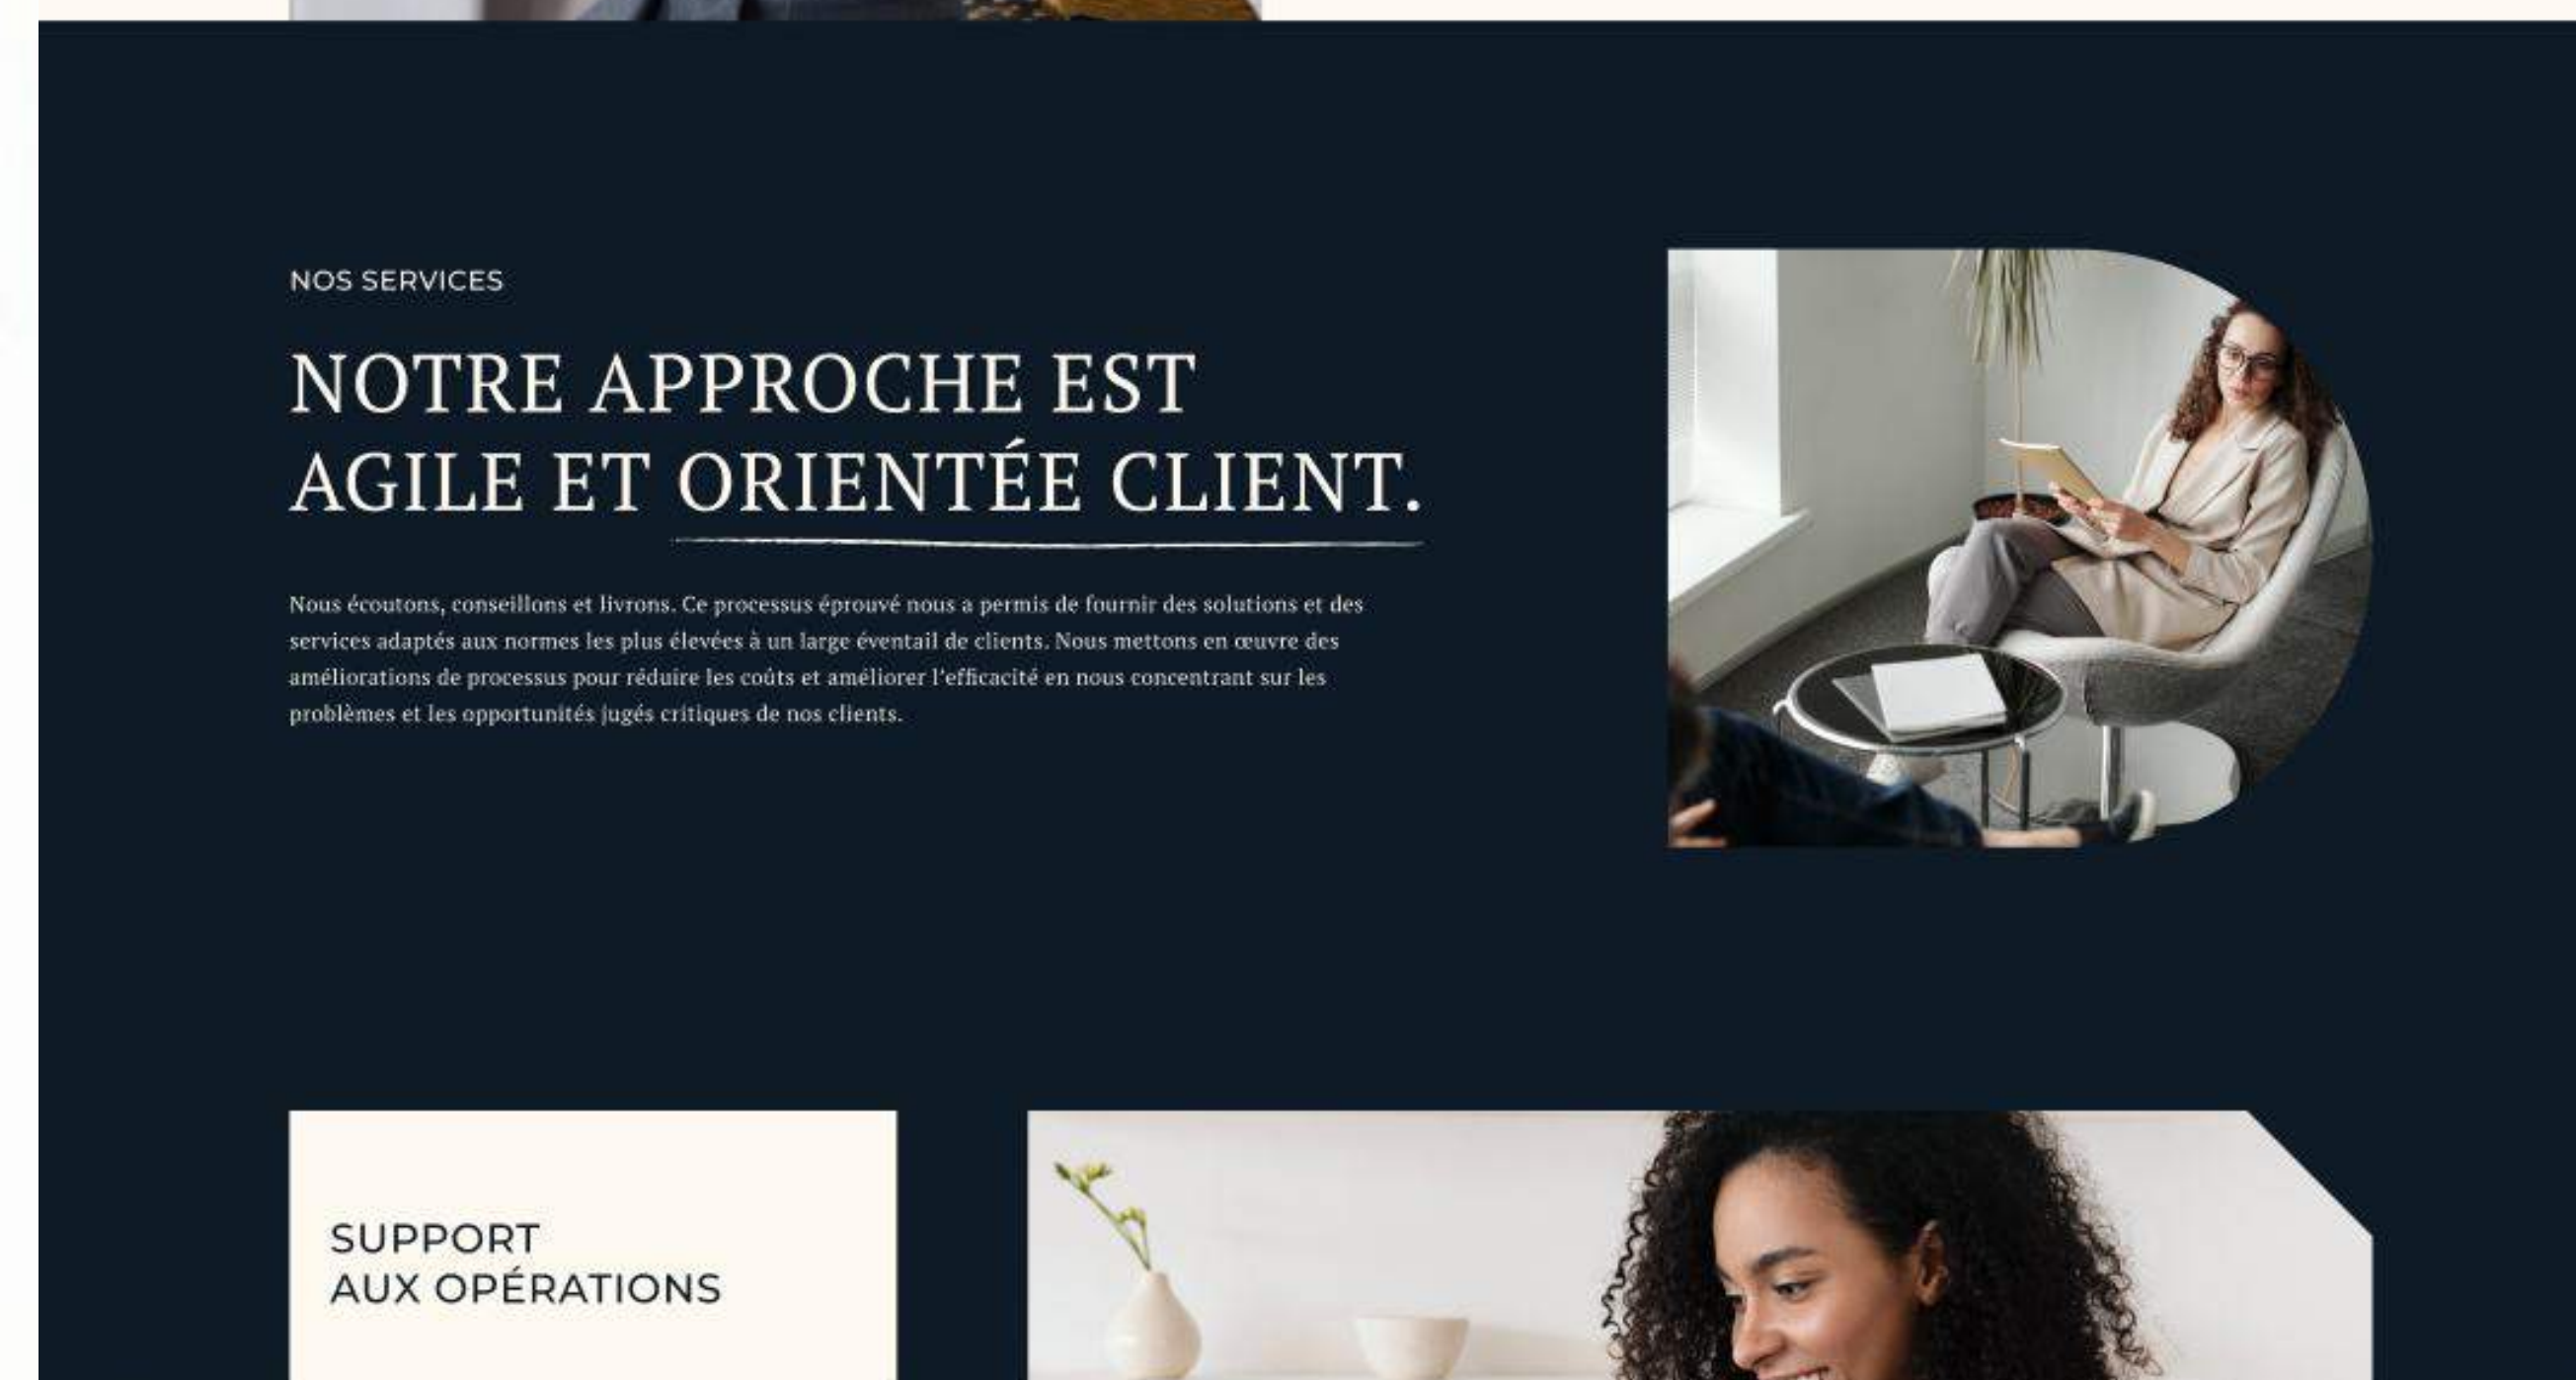 NOS SERVICES
NOTRE APPROCHE EST
AGILE ET ORIENTÉE CLIENT.
Nous écoutons, conseillons et livrons. Ce processus éprouvé nous a permis de fournir des solutions et des
services adaptés aux normes les plus élevées à un large éventail de clients. Nous mettons en œuvre des
améliorations de processus pour réduire les coûts et améliorer l'efficacité en nous concentrant sur les
problèmes et les opportunités jugés critiques de nos clients.
SUPPORT
AUX OPÉRATIONS